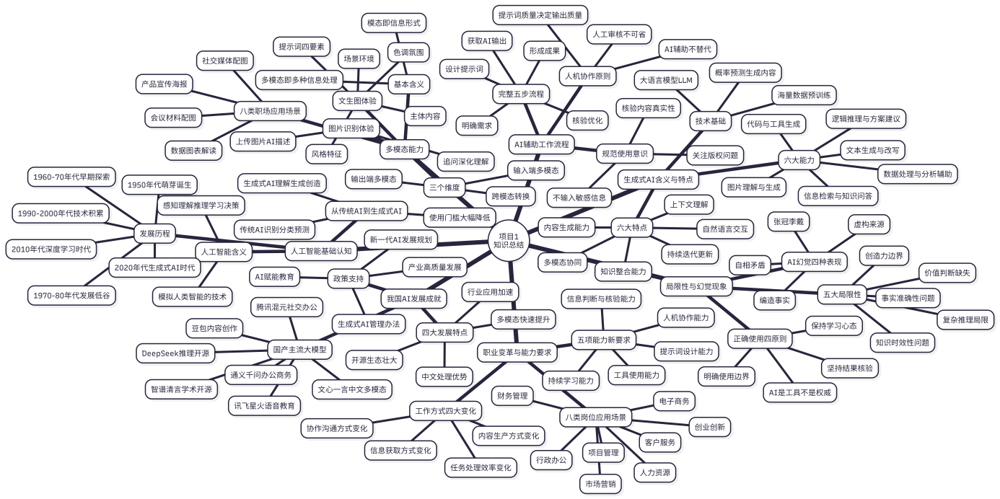 项目1
知识总结
人工智能基础认知
人工智能含义
感知理解推理学习决策
模拟人类智能的技术
发展历程
1950年代萌芽诞生
1960-70年代早期探索
1970-80年代发展低谷
1990-2000年代技术积累
2010年代深度学习时代
2020年代生成式AI时代
从传统AI到生成式AI
传统AI识别分类预测
生成式AI理解生成创造
使用门槛大幅降低
我国AI发展成就
政策支持
新一代AI发展规划
产业高质量发展
AI赋能教育
生成式AI管理办法
国产主流大模型
腾讯混元社交办公
豆包内容创作
DeepSeek推理开源
智谱清言学术开源
通义千问办公商务
讯飞星火语音教育
文心一言中文多模态
四大发展特点
行业应用加速
多模态快速提升
开源生态壮大
中文处理优势
职业变革与能力要求
工作方式四大变化
协作沟通方式变化
信息获取方式变化
任务处理效率变化
内容生产方式变化
五项能力新要求
信息判断与核验能力
人机协作能力
提示词设计能力
工具使用能力
持续学习能力
八类岗位应用场景
财务管理
电子商务
创业创新
客户服务
人力资源
项目管理
市场营销
行政办公
局限性与幻觉现象
AI幻觉四种表现
张冠李戴
虚构来源
自相矛盾
编造事实
五大局限性
创造力边界
价值判断缺失
事实准确性问题
复杂推理局限
知识时效性问题
正确使用四原则
保持学习心态
坚持结果核验
AI是工具不是权威
明确使用边界
生成式AI含义与特点
技术基础
大语言模型LLM
概率预测生成内容
海量数据预训练
六大能力
代码与工具生成
逻辑推理与方案建议
文本生成与改写
数据处理与分析辅助
信息检索与知识问答
图片理解与生成
六大特点
上下文理解
自然语言交互
持续迭代更新
知识整合能力
多模态协同
内容生成能力
AI辅助工作流程
完整五步流程
获取AI输出
形成成果
设计提示词
明确需求
核验优化
人机协作原则
提示词质量决定输出质量
人工审核不可省
AI辅助不替代
规范使用意识
核验内容真实性
关注版权问题
不输入敏感信息
多模态能力
三个维度
输出端多模态
输入端多模态
跨模态转换
基本含义
模态即信息形式
多模态即多种信息处理
文生图体验
提示词四要素
场景环境
色调氛围
主体内容
风格特征
图片识别体验
上传图片AI描述
追问深化理解
八类职场应用场景
社交媒体配图
产品宣传海报
会议材料配图
数据图表解读